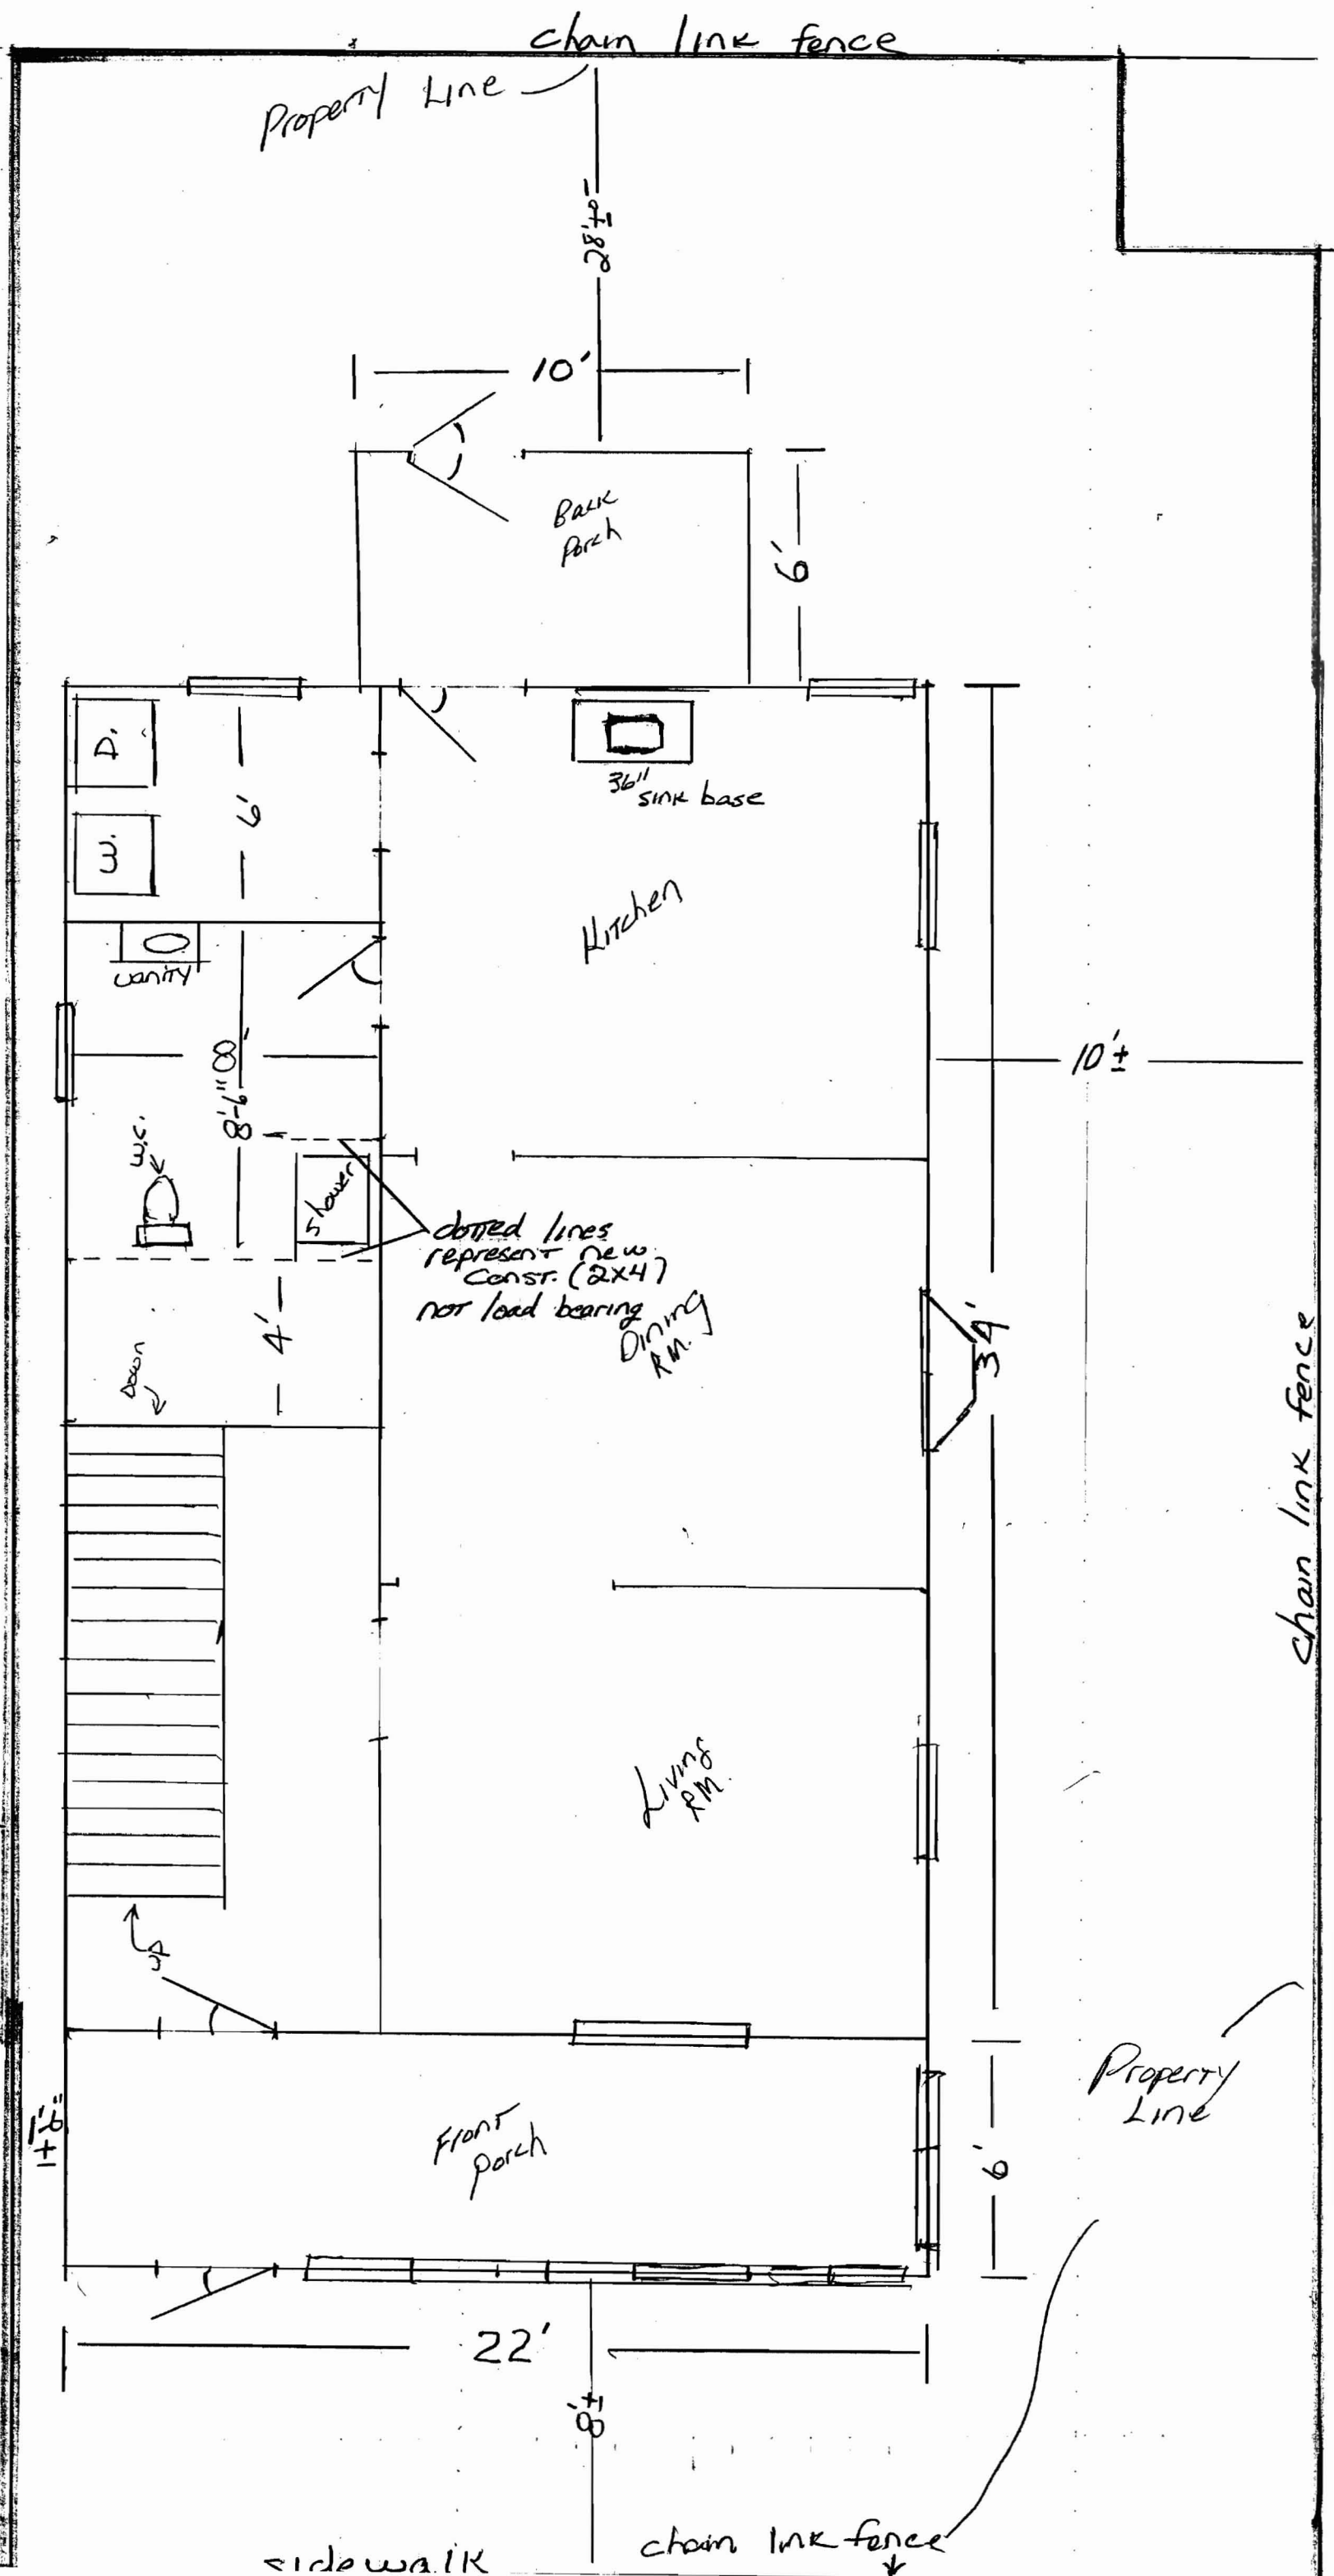 chain link fence
Property Line
28'±
10'
Back
Porch
6'
D.
6'
36"
sink base
W.
Kitchen
vanity
8'
10'±
8'-6"
W.C.
shower
dotted lines
represent new
Const. (2x4)
not load bearing
4'
Dining
RM.
34'
Down
chain link fence
Living
RM.
up
Property
Line
1'-6"
±
Front
Porch
6'
22'
8'±
chain link fence
sidewalk